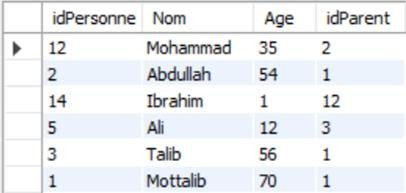 idPersonne Nom Age idParent
12 Mohammad 35 2
2 Abdullah 54 1
14 Ibrahim 1 12
5 Ali 12 3
3 Talib 56 1
1 Mottalib 70 1